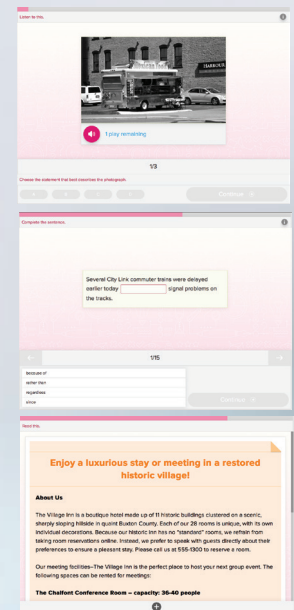 Listen to this.
HARBOUR
1 play remaining
1/3
Choose the statement that best describes the photograph.
Continue
Complete the sentence.
Several City Link commuter trains were delayed
earlier today signal problems on
the tracks.
1/15
because of
rather than
regardless
since
Continue
Read this.
Enjoy a luxurious stay or meeting in a restored
historic village!
About Us
The Village Inn is a boutique hotel made up of 11 historic buildings clustered on a scenic,
sharply sloping hillside in quaint Buxton County. Each of our 28 rooms is unique, with its own
individual decorations. Because our historic inn has no "standard" rooms, we refrain from
taking room reservations online. Instead, we prefer to speak with guests directly about their
preferences to ensure a pleasant stay. Please call us at 555-1300 to reserve a room.
Our meeting facilities–The Village Inn is the perfect place to host your next group event. The
following spaces can be rented for meetings:
The Chalfont Conference Room – capacity: 36-40 people